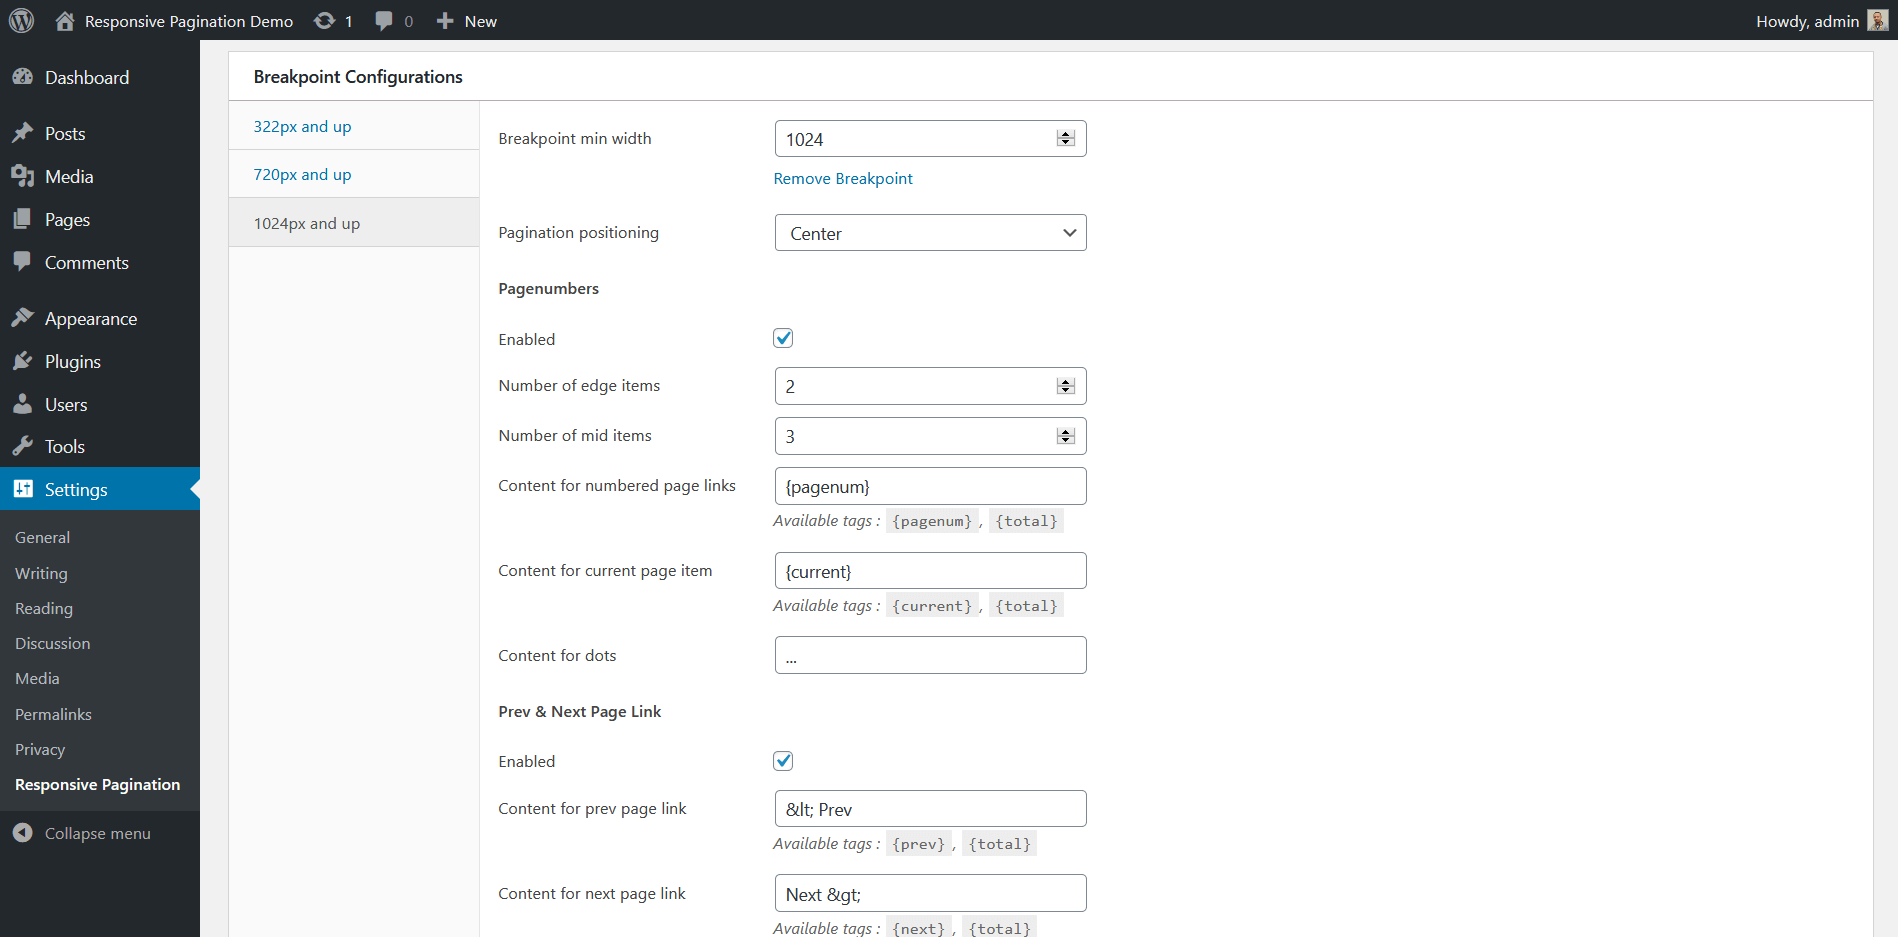 Responsive Pagination Demo 1 0 New Howdy, admin
Dashboard
Posts
Media
Pages
Comments
Appearance
Plugins
Users
Tools
Settings
General
Writing
Reading
Discussion
Media
Permalinks
Privacy
Responsive Pagination
Collapse menu
Breakpoint Configurations
322px and up
720px and up
1024px and up
Breakpoint min width 1024
Remove Breakpoint
Pagination positioning Center
Pagenumbers
Enabled
Number of edge items 2
Number of mid items 3
Content for numbered page links {pagenum}
Available tags : {pagenum} , {total}
Content for current page item {current}
Available tags : {current} , {total}
Content for dots ...
Prev & Next Page Link
Enabled
Content for prev page link &lt; Prev
Available tags : {prev} , {total}
Content for next page link Next &gt;
Available tags : {next} , {total}